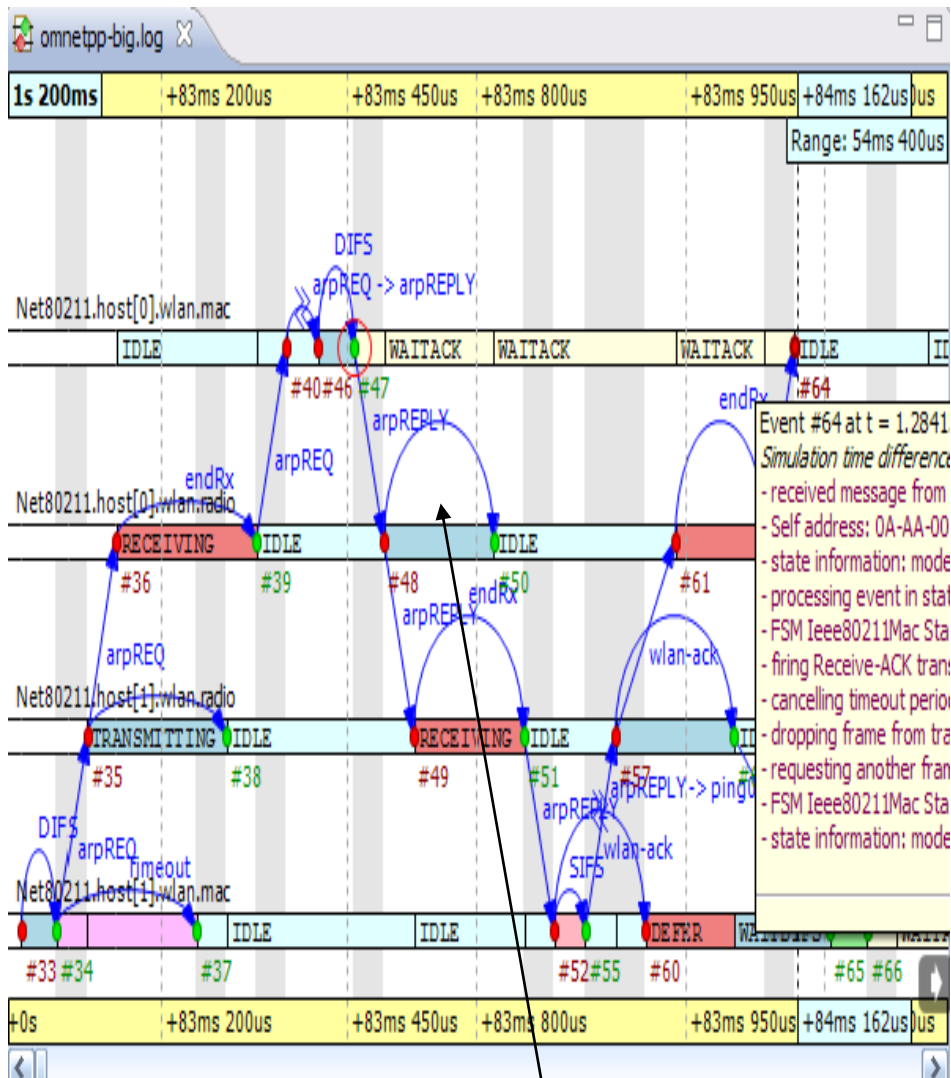 omnetpp-big.log
1s 200ms +83ms 200us +83ms 450us +83ms 800us +83ms 950us +84ms 162us us
Range: 54ms 400us
DIFS
arpREQ -> arpREPLY
Net80211.host[0].wlan.mac
IDLE WAITACK WAITACK WAITACK IDLE
#40 #46 #47 #64
endRx
arpREPLY
arpREQ
endRx
Net80211.host[0].wlan.radio
RECEIVING IDLE IDLE
#36 #39 #48 #50 #61
endRx
arpREPLY
arpREQ
wlan-ack
Net80211.host[1].wlan.radio
TRANSMITTING IDLE RECEIVING IDLE
#35 #38 #49 #51 #57
arpREPLY -> pingu
arpREPLY
DIFS
wlan-ack
arpREQ
timeout
SIFS
Net80211.host[1].wlan.mac
IDLE IDLE DEFER
#33 #34 #37 #52 #55 #60 #65 #66
+0s +83ms 200us +83ms 450us +83ms 800us +83ms 950us +84ms 162us us
Event #64 at t = 1.2841
Simulation time difference
- received message from
- Self address: 0A-AA-00
- state information: mode
- processing event in stat
- FSM Ieee80211Mac Sta
- firing Receive-ACK trans
- cancelling timeout perio
- dropping frame from tra
- requesting another fran
- FSM Ieee80211Mac Sta
- state information: mode